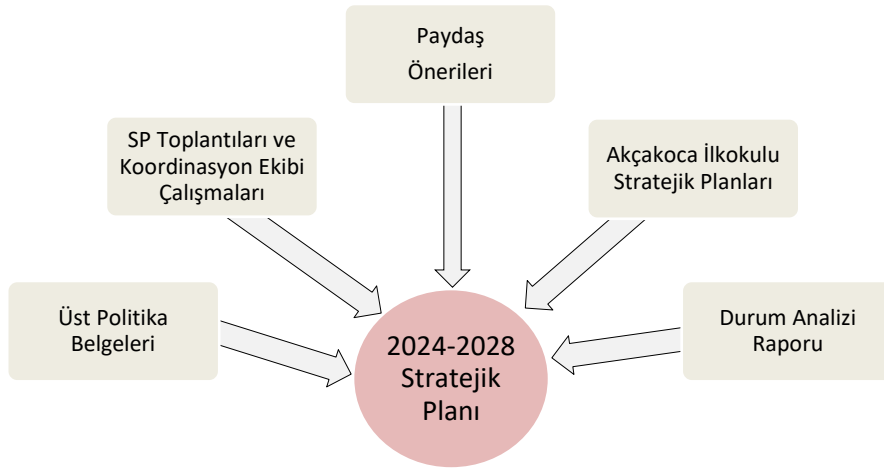 Paydaş
Önerileri
SP Toplantıları ve
Koordinasyon Ekibi
Çalışmaları
Akçakoca İlkokulu
Stratejik Planları
Üst Politika
Belgeleri
Durum Analizi
Raporu
2024-2028
Stratejik
Planı